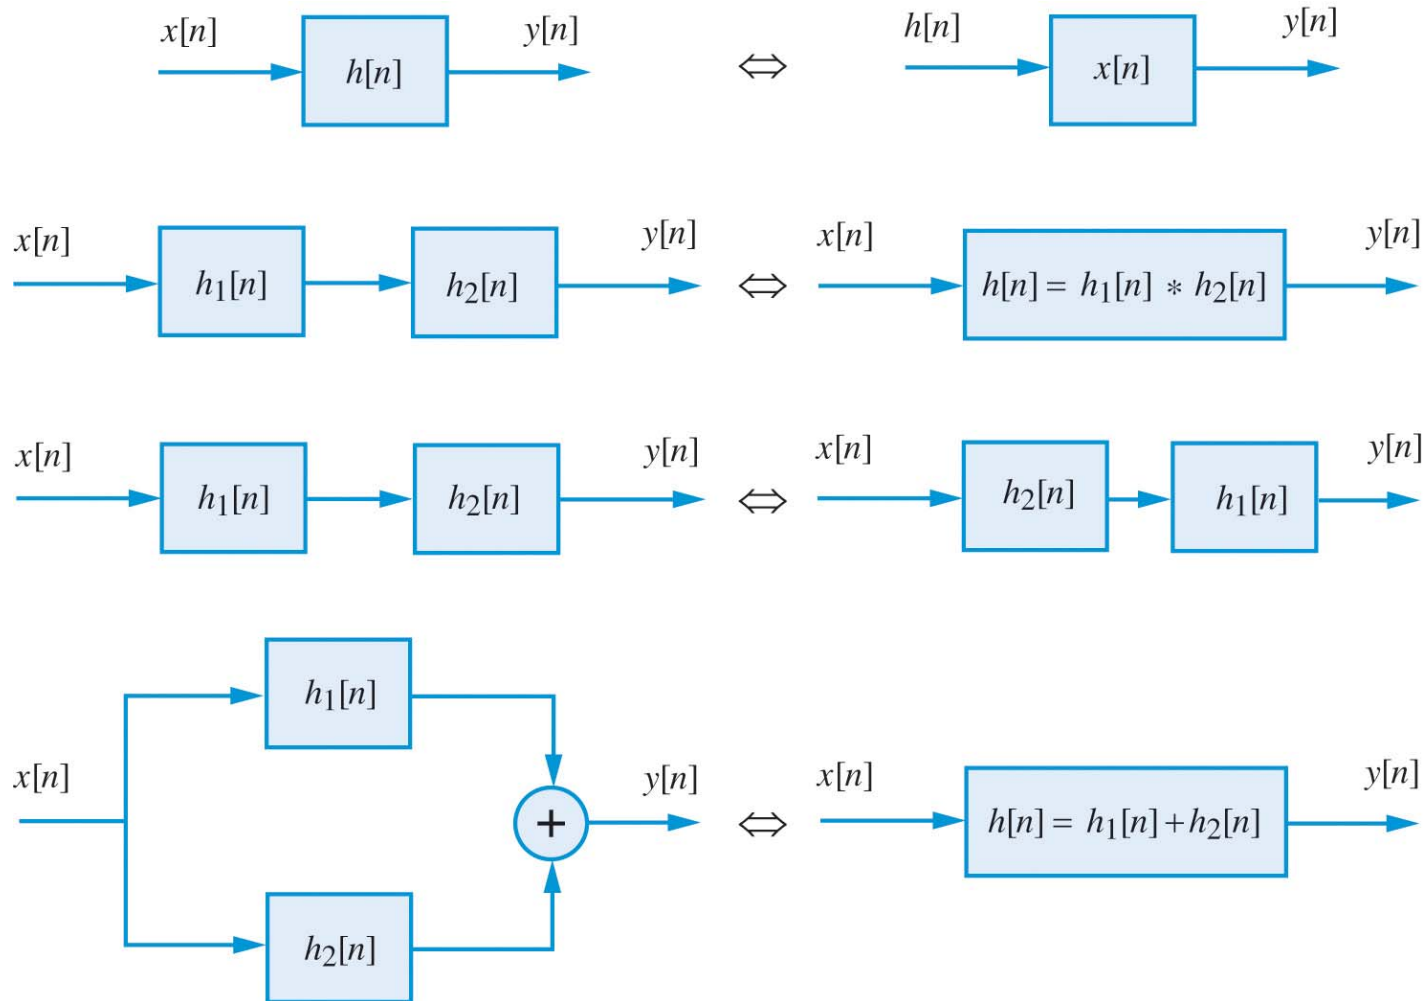 x[n] h[n] y[n] ⇔ h[n] x[n] y[n]
x[n] h₁[n] h₂[n] y[n] ⇔ x[n] h[n] = h₁[n] * h₂[n] y[n]
x[n] h₁[n] h₂[n] y[n] ⇔ x[n] h₂[n] h₁[n] y[n]
h₁[n]
x[n] + y[n] ⇔ x[n] h[n] = h₁[n] + h₂[n] y[n]
h₂[n]